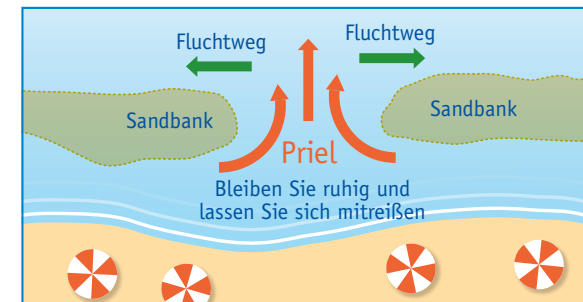 Fluchtweg
Fluchtweg
Sandbank
Sandbank
Priel
Bleiben Sie ruhig und
lassen Sie sich mitreißen